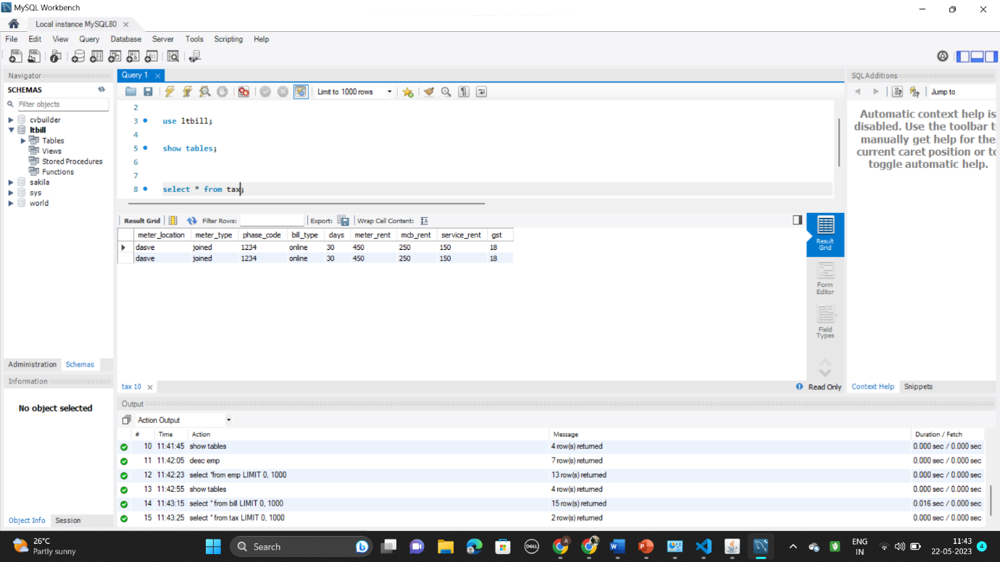 MySQL Workbench
Local instance MySQL80
File Edit View Query Database Server Tools Scripting Help
Navigator
SCHEMAS
Filter objects
cvbuilder
ltbill
Tables
Views
Stored Procedures
Functions
sakila
sys
world
Administration Schemas
Information
No object selected
Object Info Session
Query 1
Limit to 1000 rows
2
3 use ltbill;
4
5 show tables;
6
7
8 select * from tax;
Result Grid Filter Rows: Export: Wrap Cell Content:
meter_location meter_type phase_code bill_type days meter_rent mcb_rent service_rent gst
dasve joined 1234 online 30 450 250 150 18
dasve joined 1234 online 30 450 250 150 18
Result
Grid
Form
Editor
Field
Types
tax 10
Read Only
SQLAdditions
Jump to
Automatic context help is
disabled. Use the toolbar t
manually get help for the
current caret position or to
toggle automatic help.
Context Help Snippets
Output
Action Output
# Time Action Message Duration / Fetch
10 11:41:45 show tables 4 row(s) returned 0.000 sec / 0.000 sec
11 11:42:05 desc emp 7 row(s) returned 0.000 sec / 0.000 sec
12 11:42:23 select *from emp LIMIT 0, 1000 13 row(s) returned 0.000 sec / 0.000 sec
13 11:42:55 show tables 4 row(s) returned 0.000 sec / 0.000 sec
14 11:43:15 select * from bill LIMIT 0, 1000 15 row(s) returned 0.016 sec / 0.000 sec
15 11:43:25 select * from tax LIMIT 0, 1000 2 row(s) returned 0.000 sec / 0.000 sec
26°C
Partly sunny
Search
DELL
ENG
IN
11:43
22-05-2023
4